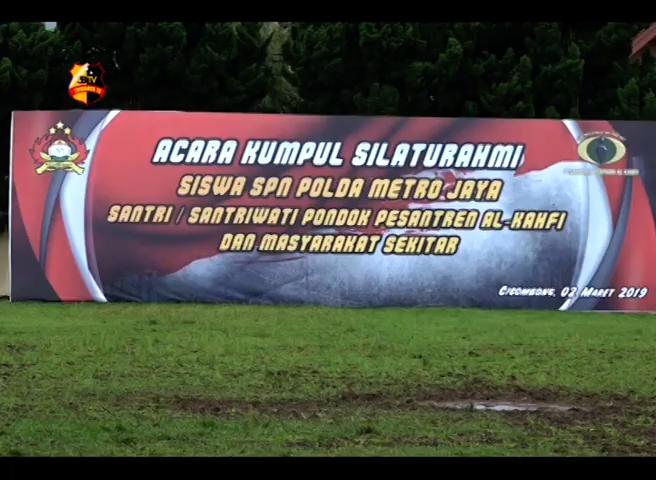 ACARA KUMPUL SILATURAHMI
SISWA SPN POLDA METRO JAYA
SANTRI / SANTRIWATI PONDOK PESANTREN AL-KAHFI
DAN MASYARAKAT SEKITAR
02 MARET 2019